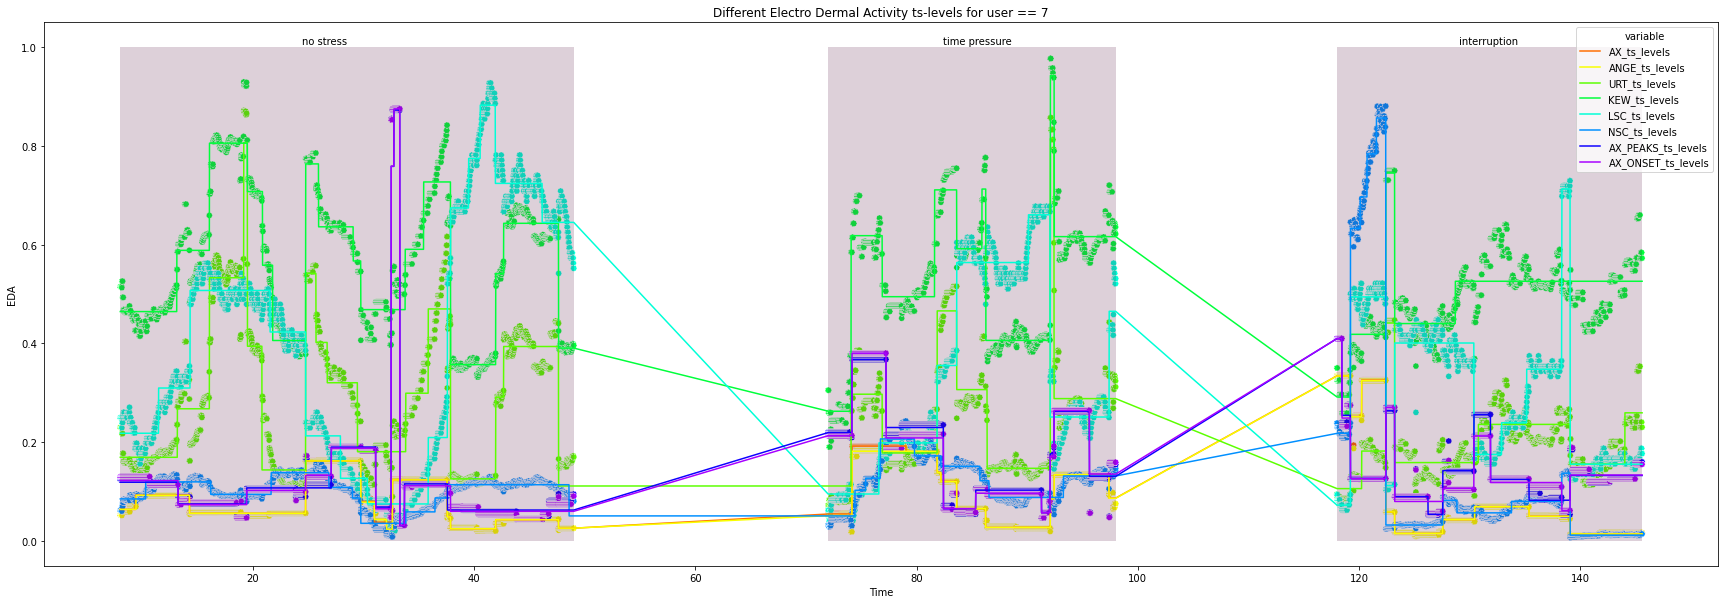 Different Electro Dermal Activity ts-levels for user == 7
no stress
time pressure
interruption
variable
AX_ts_levels
ANGE_ts_levels
URT_ts_levels
KEW_ts_levels
LSC_ts_levels
NSC_ts_levels
AX_PEAKS_ts_levels
AX_ONSET_ts_levels
1.0
0.8
0.6
0.4
0.2
0.0
EDA
20
40
60
80
100
120
140
Time